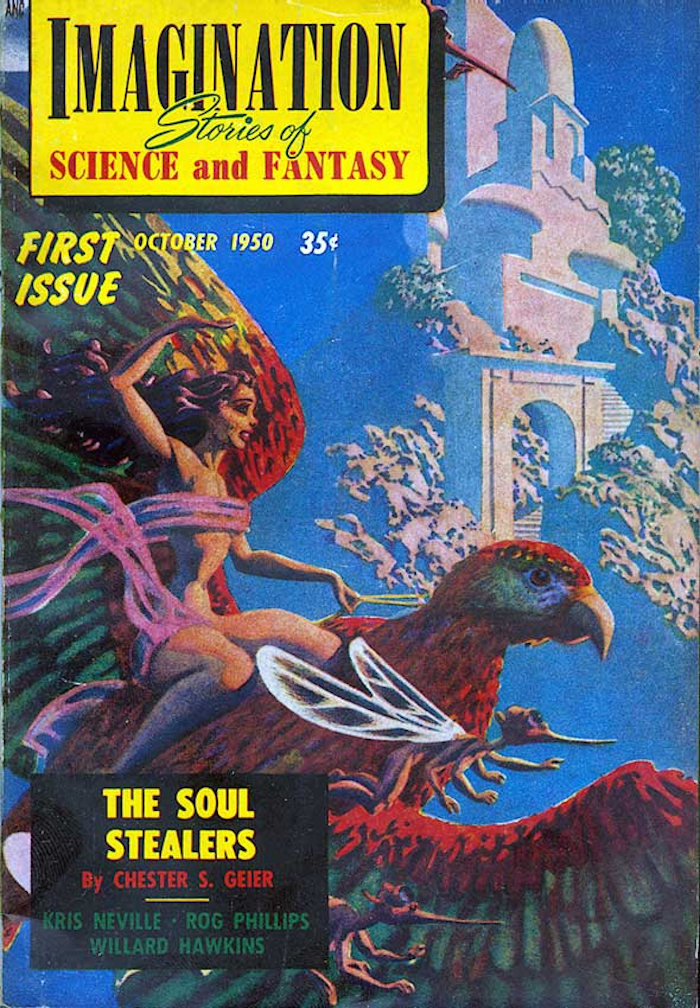 IMAGINATION
Stories of
SCIENCE and FANTASY
FIRST
ISSUE
OCTOBER 1950 35¢
THE SOUL
STEALERS
By CHESTER S. GEIER
KRIS NEVILLE · ROG PHILLIPS
WILLARD HAWKINS